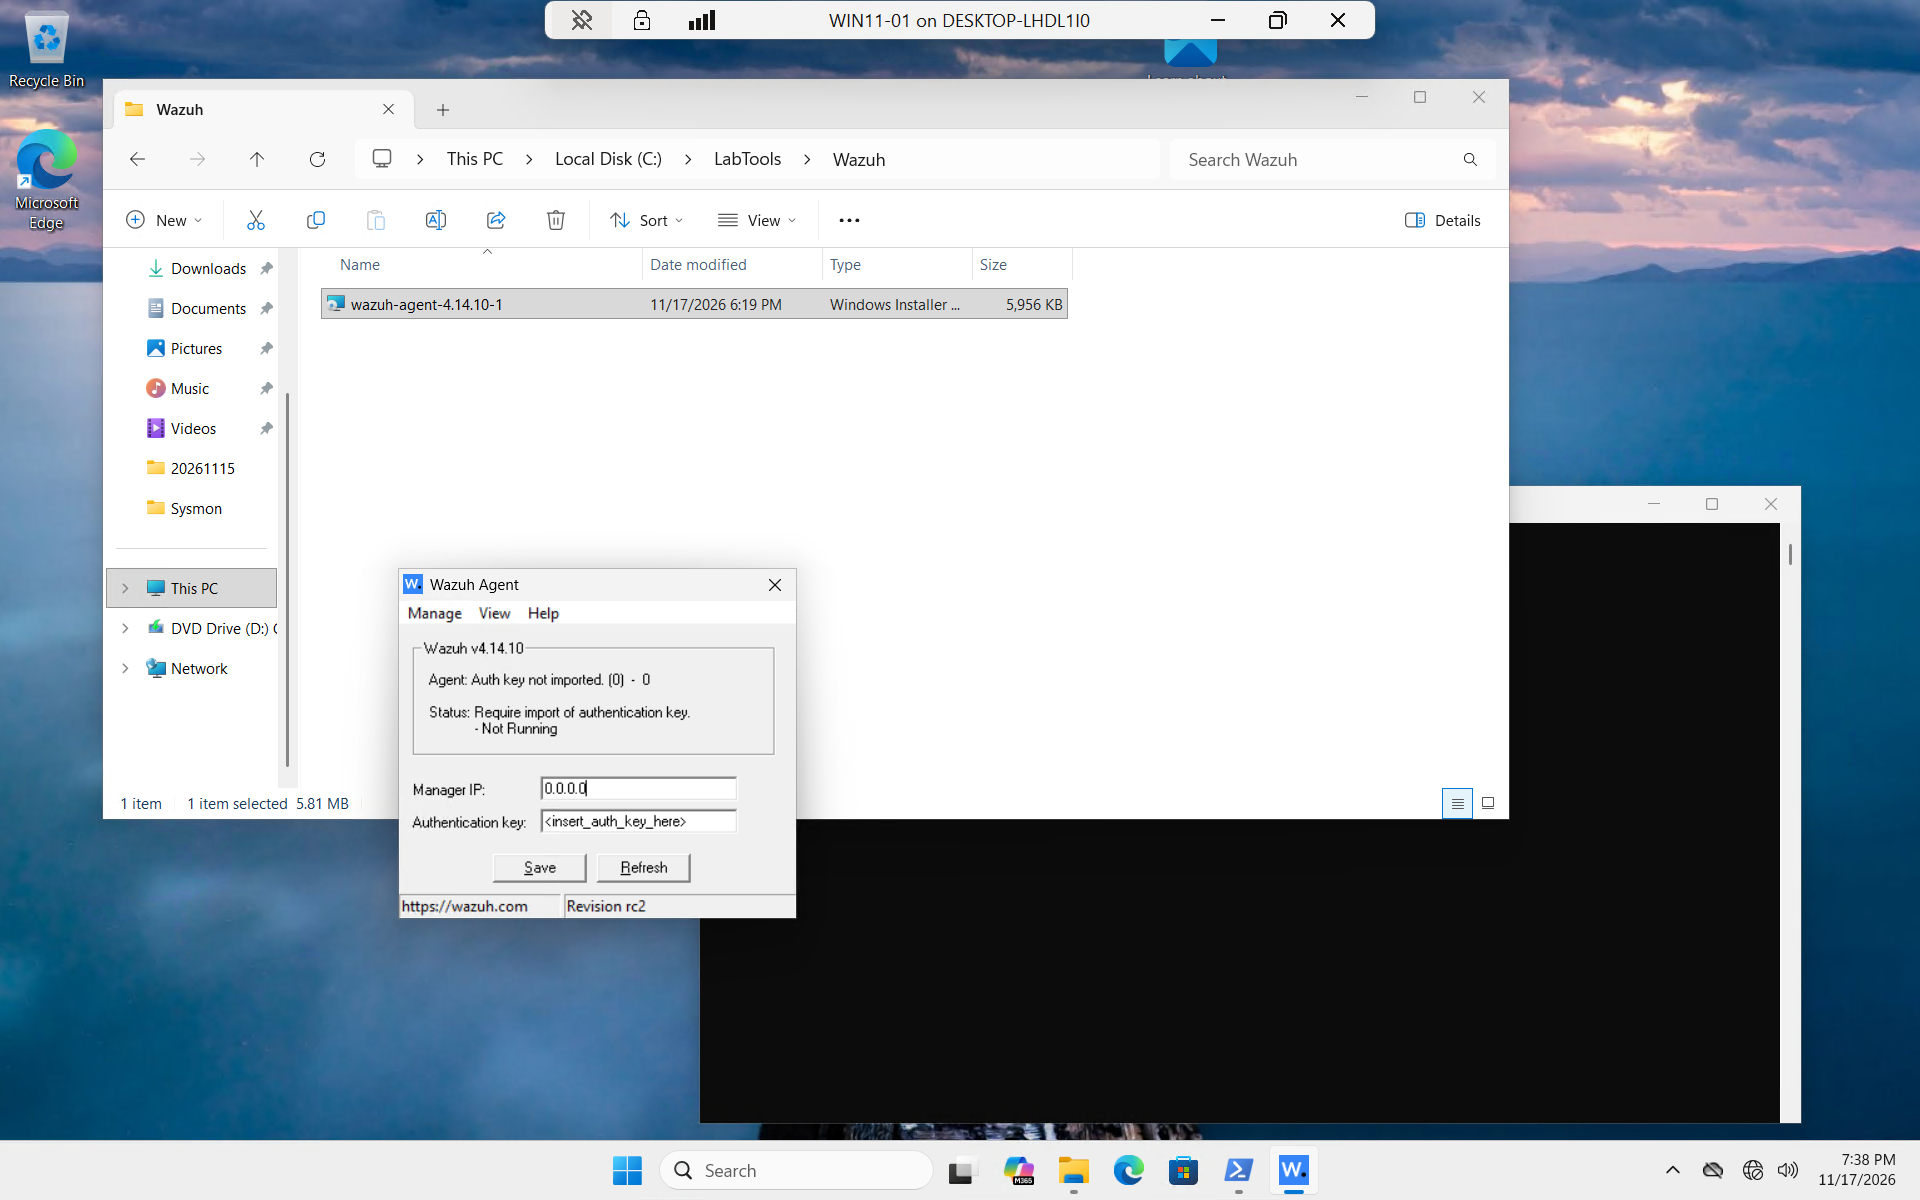 WIN11-01 on DESKTOP-LHDL1I0
Recycle Bin
Microsoft
Edge
Wazuh
This PC
Local Disk (C:)
LabTools
Wazuh
Search Wazuh
New
Sort
View
Details
Downloads
Documents
Pictures
Music
Videos
20261115
Sysmon
This PC
DVD Drive (D:)
Network
Name
Date modified
Type
Size
wazuh-agent-4.14.10-1
11/17/2026 6:19 PM
Windows Installer ...
5,956 KB
1 item
1 item selected 5.81 MB
W.
Wazuh Agent
Manage
View
Help
Wazuh v4.14.10
Agent: Auth key not imported. (0) - 0
Status: Require import of authentication key.
- Not Running
Manager IP:
0.0.0.0
Authentication key:
<insert_auth_key_here>
Save
Refresh
https://wazuh.com
Revision rc2
Search
M365
W.
7:38 PM
11/17/2026